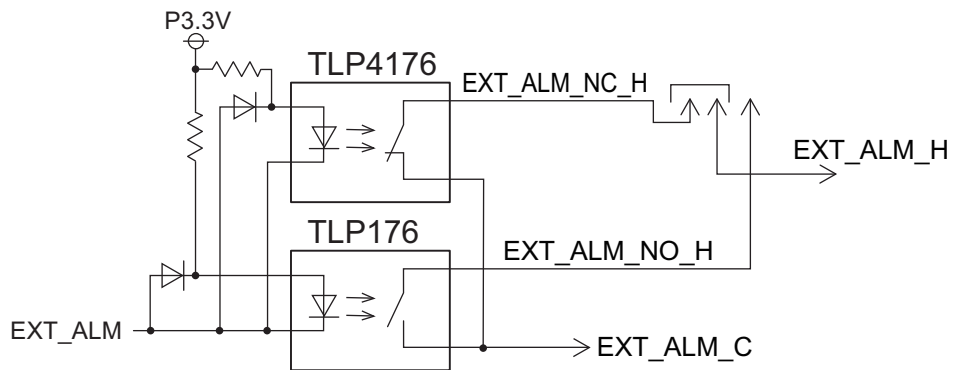 P3.3V
TLP4176
EXT_ALM_NC_H
EXT_ALM_H
TLP176
EXT_ALM_NO_H
EXT_ALM
EXT_ALM_C